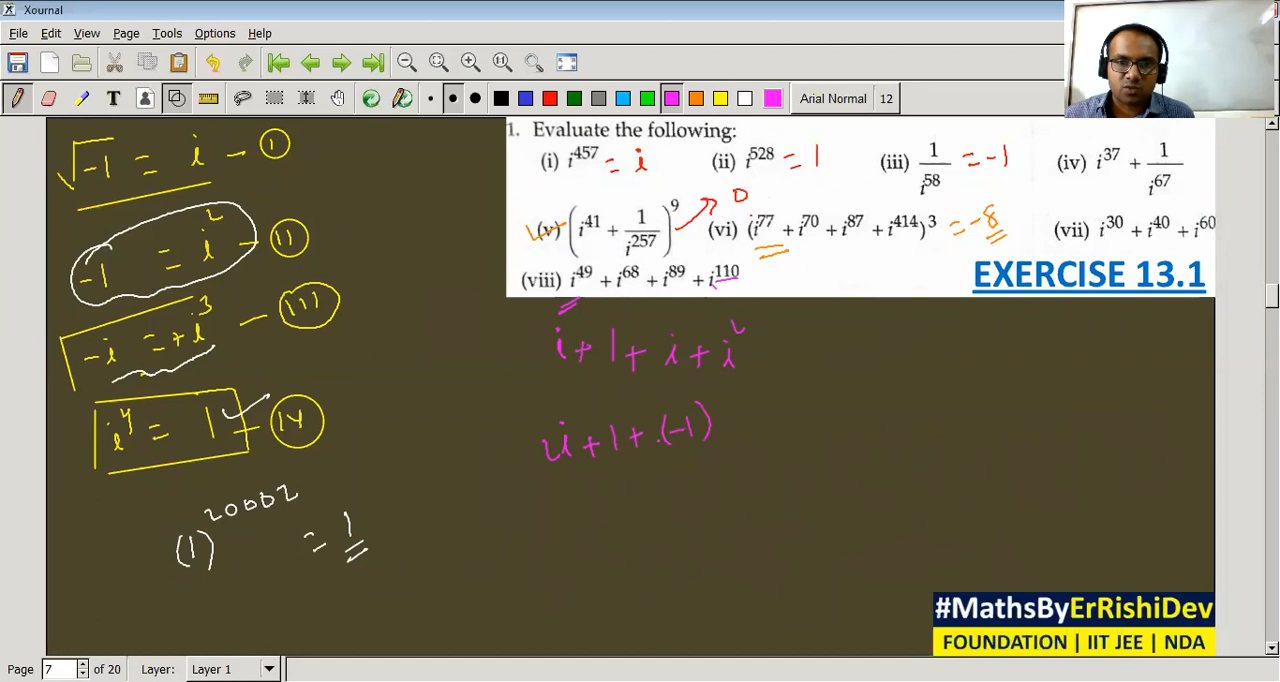 Xournal
File Edit View Page Tools Options Help
Arial Normal 12
√-1 = i - I
-1 = i² - II
-i = +i³ - III
i⁴ = 1 - IV
(1)²⁰⁰⁰² = 1
1. Evaluate the following:
(i) i⁴⁵⁷ = i (ii) i⁵²⁸ = 1 (iii) 1/i⁵⁸ = -1 (iv) i³⁷ + 1/i⁶⁷
(v) (i⁴¹ + 1/i²⁵⁷)⁹ → 0 (vi) (i⁷⁷ + i⁷⁰ + i⁸⁷ + i⁴¹⁴)³ = -8 (vii) i³⁰ + i⁴⁰ + i⁶⁰
(viii) i⁴⁹ + i⁶⁸ + i⁸⁹ + i¹¹⁰
EXERCISE 13.1
i + 1 + i + i²
2i + 1 + (-1)
#MathsByErRishiDev
FOUNDATION | IIT JEE | NDA
Page 7 of 20 Layer: Layer 1